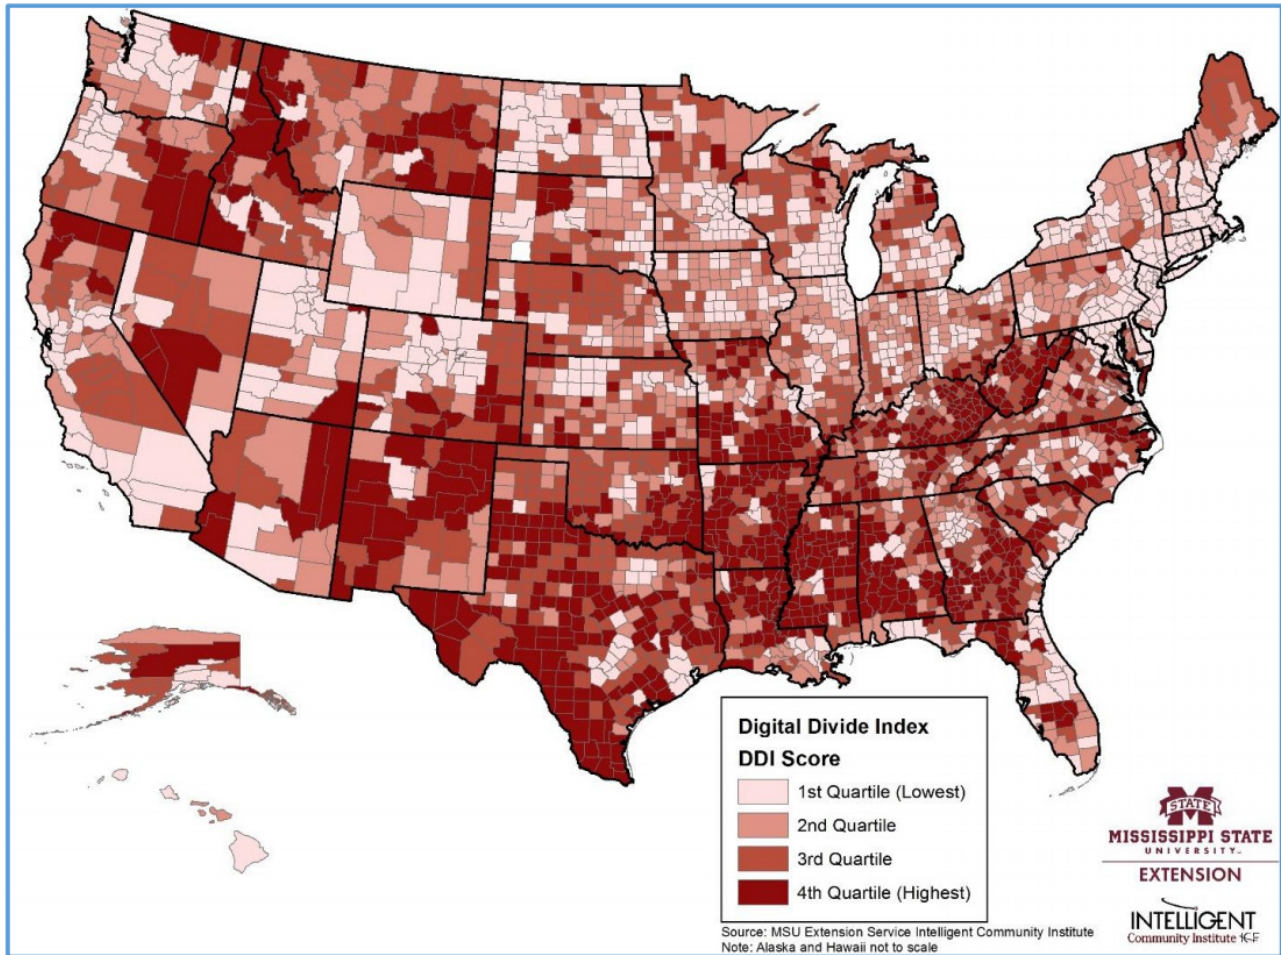 Digital Divide Index
DDI Score
1st Quartile (Lowest)
2nd Quartile
3rd Quartile
4th Quartile (Highest)
Source: MSU Extension Service Intelligent Community Institute
Note: Alaska and Hawaii not to scale
STATE
MISSISSIPPI STATE
UNIVERSITY™
EXTENSION
INTELLIGENT
Community Institute